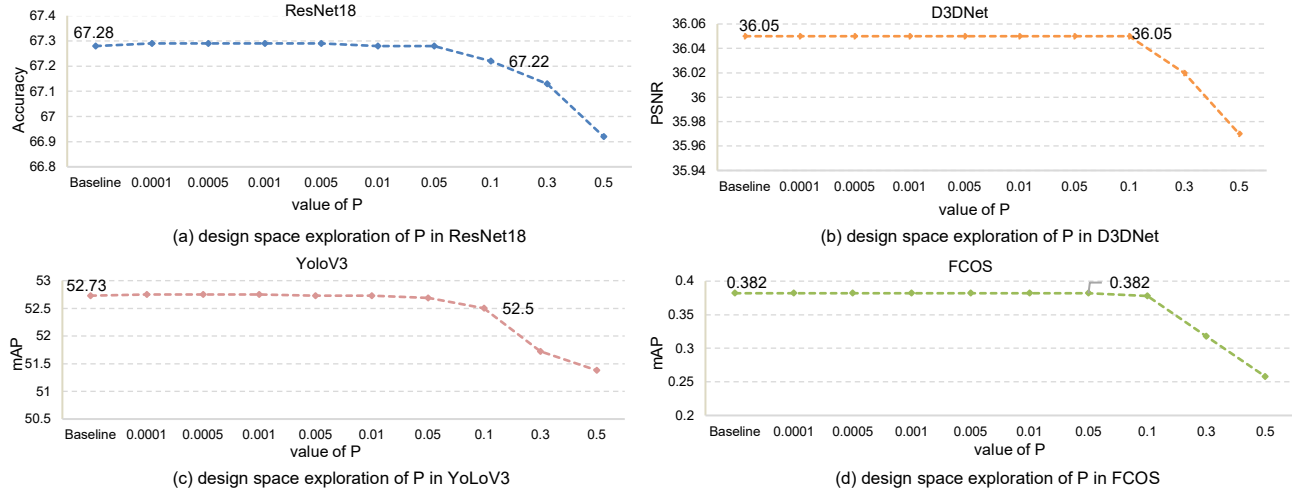 ResNet18
67.4
67.3
67.2
67.1
67
66.9
66.8
Accuracy
67.28
67.22
Baseline 0.0001 0.0005 0.001 0.005 0.01 0.05 0.1 0.3 0.5
value of P
(a) design space exploration of P in ResNet18
D3DNet
36.06
36.04
36.02
36
35.98
35.96
35.94
PSNR
36.05
36.05
Baseline 0.0001 0.0005 0.001 0.005 0.01 0.05 0.1 0.3 0.5
value of P
(b) design space exploration of P in D3DNet
YoloV3
53
52.5
52
51.5
51
50.5
mAP
52.73
52.5
Baseline 0.0001 0.0005 0.001 0.005 0.01 0.05 0.1 0.3 0.5
value of P
(c) design space exploration of P in YoLoV3
FCOS
0.4
0.35
0.3
0.25
0.2
mAP
0.382
0.382
Baseline 0.0001 0.0005 0.001 0.005 0.01 0.05 0.1 0.3 0.5
value of P
(d) design space exploration of P in FCOS